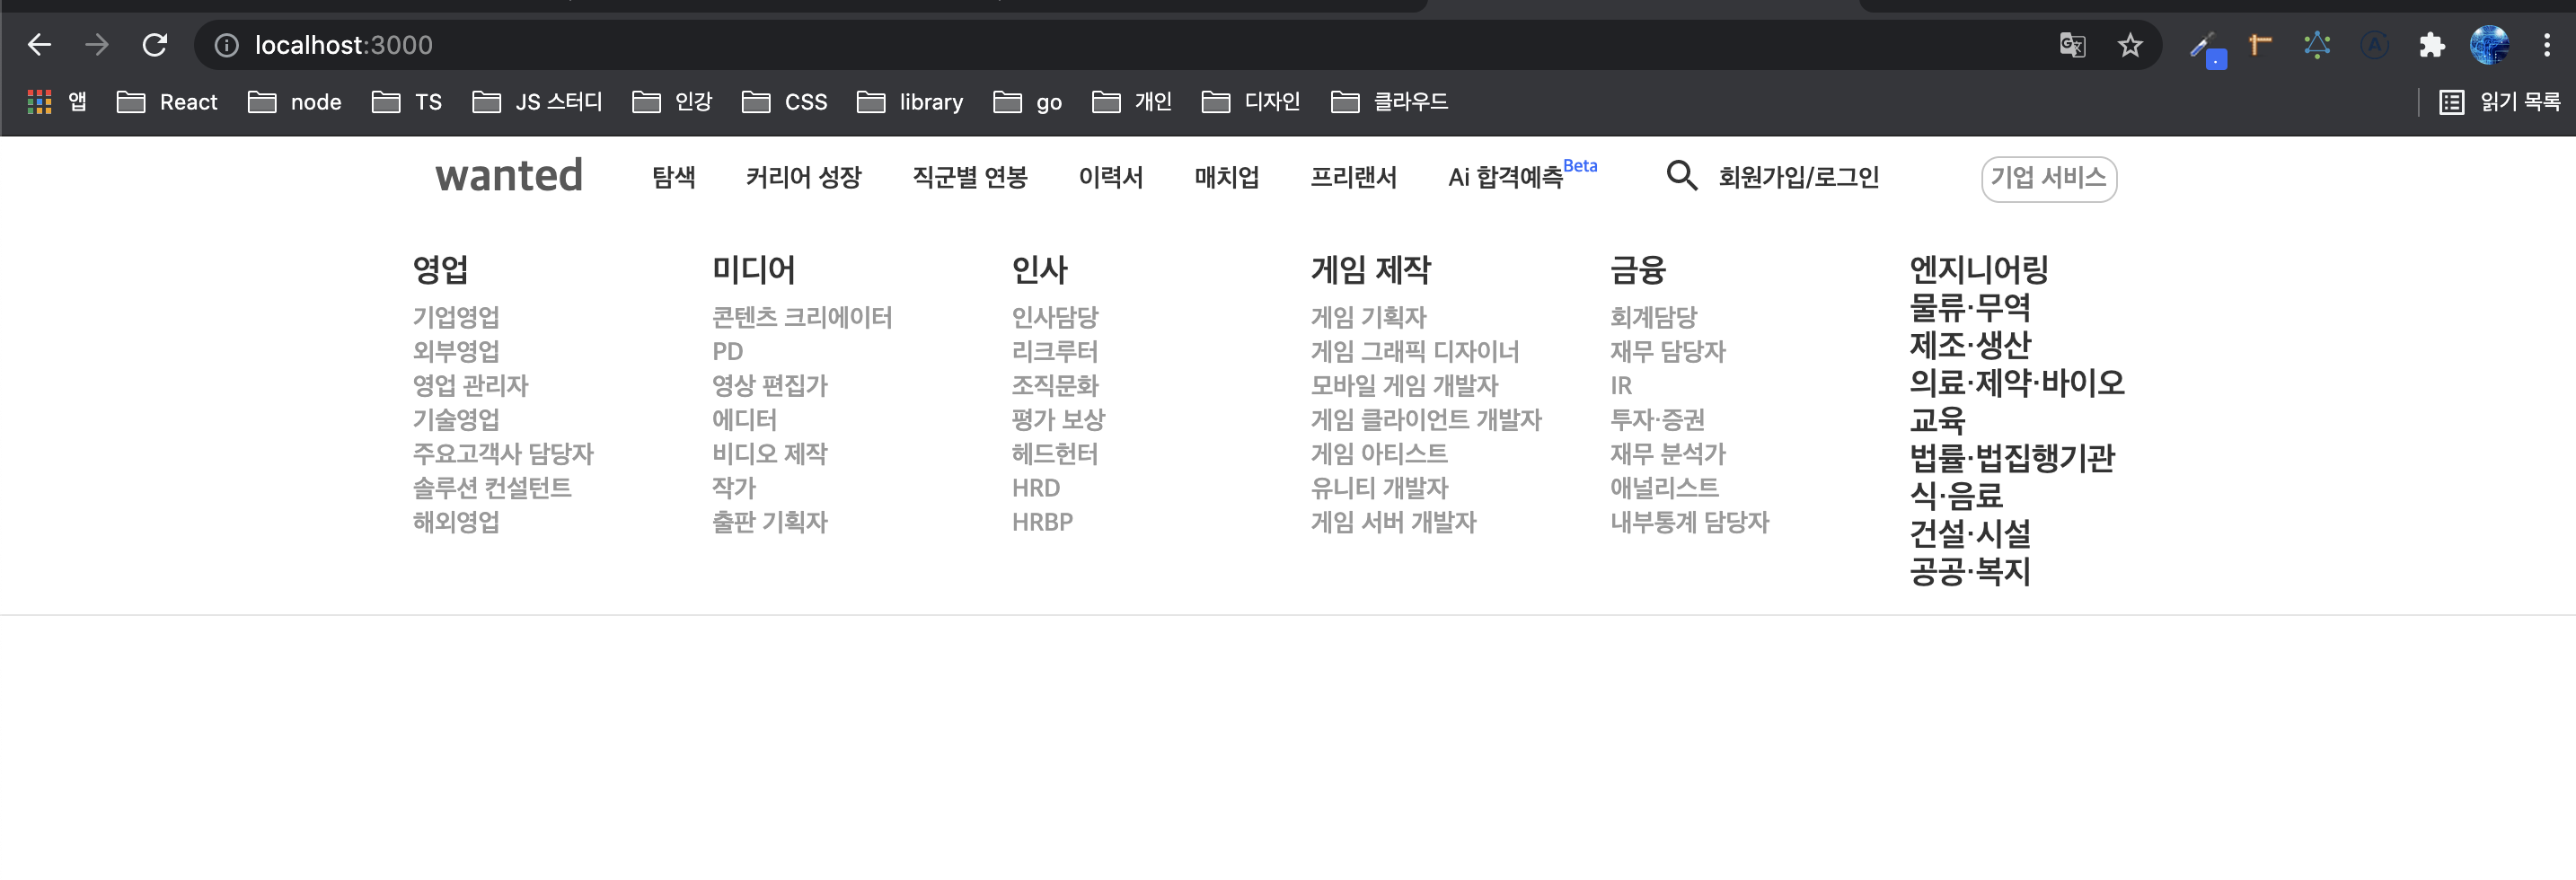 localhost:3000
앱 React node TS JS 스터디 인강 CSS library go 개인 디자인 클라우드 읽기 목록
wanted 탐색 커리어 성장 직군별 연봉 이력서 매치업 프리랜서 Ai 합격예측 Beta 회원가입/로그인 기업 서비스
영업
기업영업
외부영업
영업 관리자
기술영업
주요고객사 담당자
솔루션 컨설턴트
해외영업
미디어
콘텐츠 크리에이터
PD
영상 편집가
에디터
비디오 제작
작가
출판 기획자
인사
인사담당
리크루터
조직문화
평가 보상
헤드헌터
HRD
HRBP
게임 제작
게임 기획자
게임 그래픽 디자이너
모바일 게임 개발자
게임 클라이언트 개발자
게임 아티스트
유니티 개발자
게임 서버 개발자
금융
회계담당
재무 담당자
IR
투자·증권
재무 분석가
애널리스트
내부통계 담당자
엔지니어링
물류·무역
제조·생산
의료·제약·바이오
교육
법률·법집행기관
식·음료
건설·시설
공공·복지